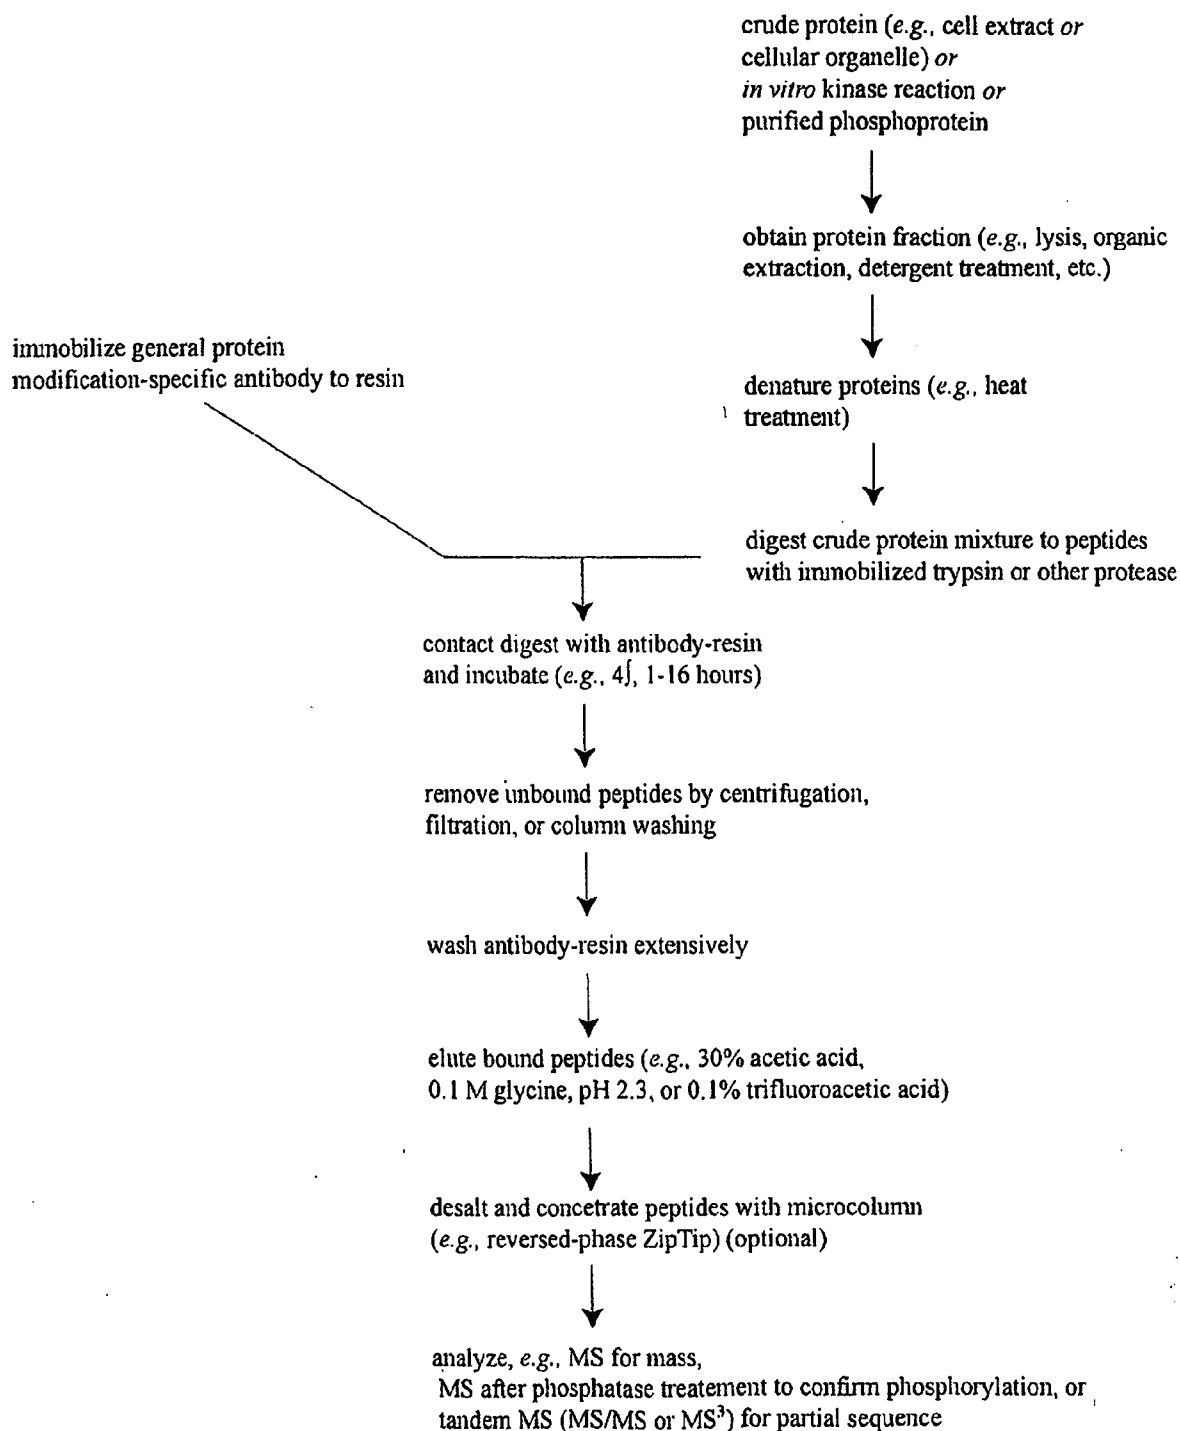 crude protein (e.g., cell extract or
cellular organelle) or
in vitro kinase reaction or
purified phosphoprotein
obtain protein fraction (e.g., lysis, organic
extraction, detergent treatment, etc.)
immobilize general protein
modification-specific antibody to resin
denature proteins (e.g., heat
treatment)
digest crude protein mixture to peptides
with immobilized trypsin or other protease
contact digest with antibody-resin
and incubate (e.g., 4∫, 1-16 hours)
remove unbound peptides by centrifugation,
filtration, or column washing
wash antibody-resin extensively
elute bound peptides (e.g., 30% acetic acid,
0.1 M glycine, pH 2.3, or 0.1% trifluoroacetic acid)
desalt and concetrate peptides with microcolumn
(e.g., reversed-phase ZipTip) (optional)
analyze, e.g., MS for mass,
MS after phosphatase treatement to confirm phosphorylation, or
tandem MS (MS/MS or MS³) for partial sequence